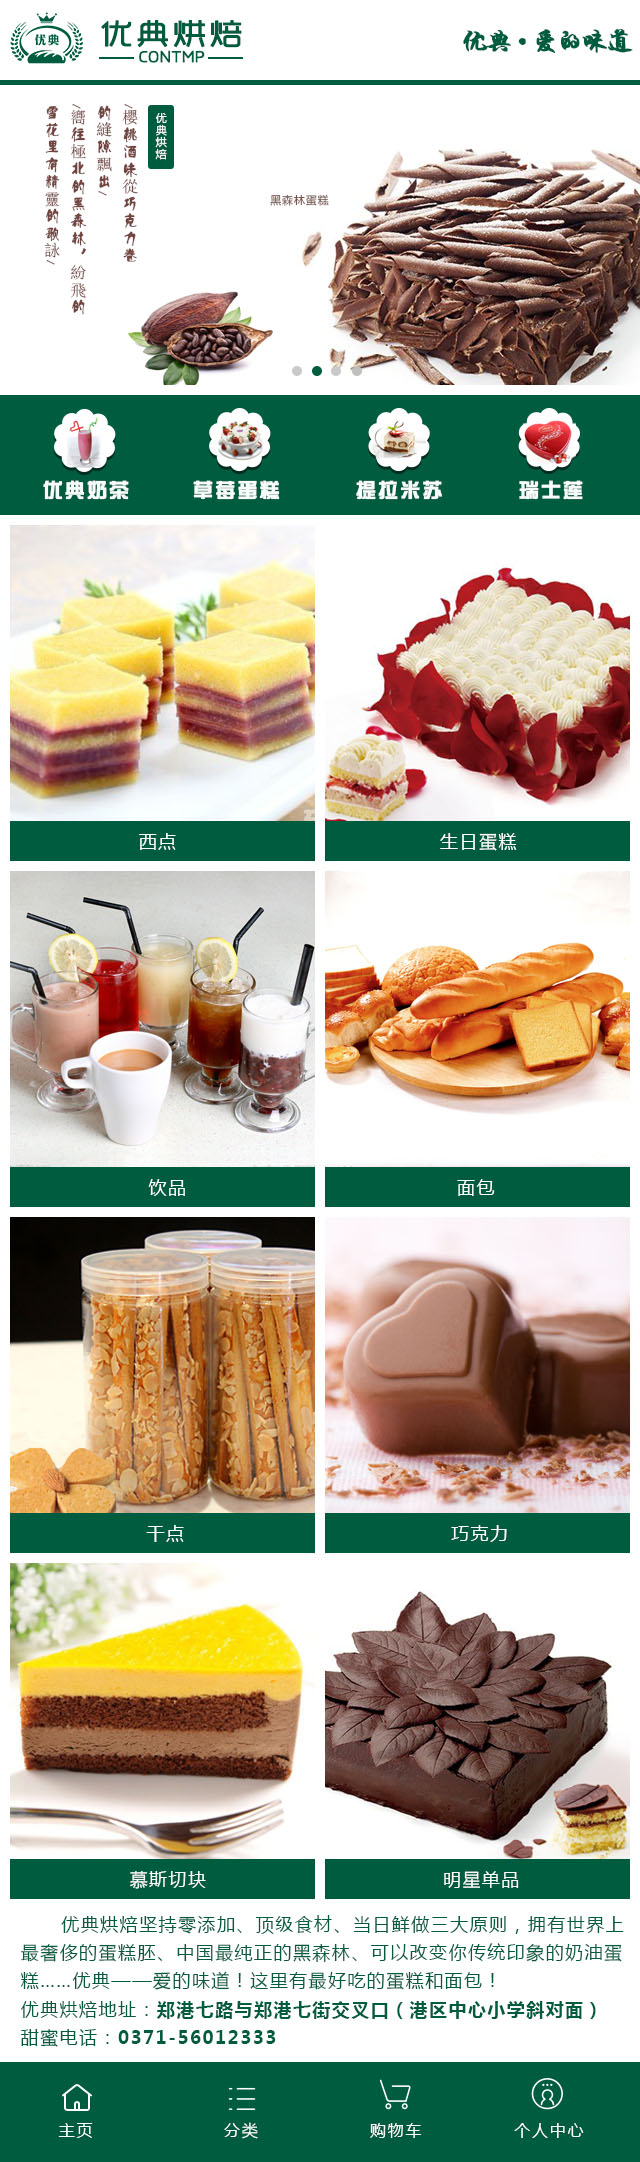 优典
优典烘焙
CONTMP
优典·爱的味道
优典烘焙
/櫻桃酒味從巧克力卷
的縫隙飄出/
/嚮往極北的黑森林,紛飛的
雪花里有精靈的歌詠/
黑森林蛋糕
优典奶茶
草莓蛋糕
提拉米苏
瑞士莲
西点
生日蛋糕
饮品
面包
干点
巧克力
慕斯切块
明星单品
优典烘焙坚持零添加、顶级食材、当日鲜做三大原则，拥有世界上
最奢侈的蛋糕胚、中国最纯正的黑森林、可以改变你传统印象的奶油蛋
糕……优典——爱的味道！这里有最好吃的蛋糕和面包！
优典烘焙地址：郑港七路与郑港七街交叉口（港区中心小学斜对面）
甜蜜电话：0371-56012333
主页
分类
购物车
个人中心